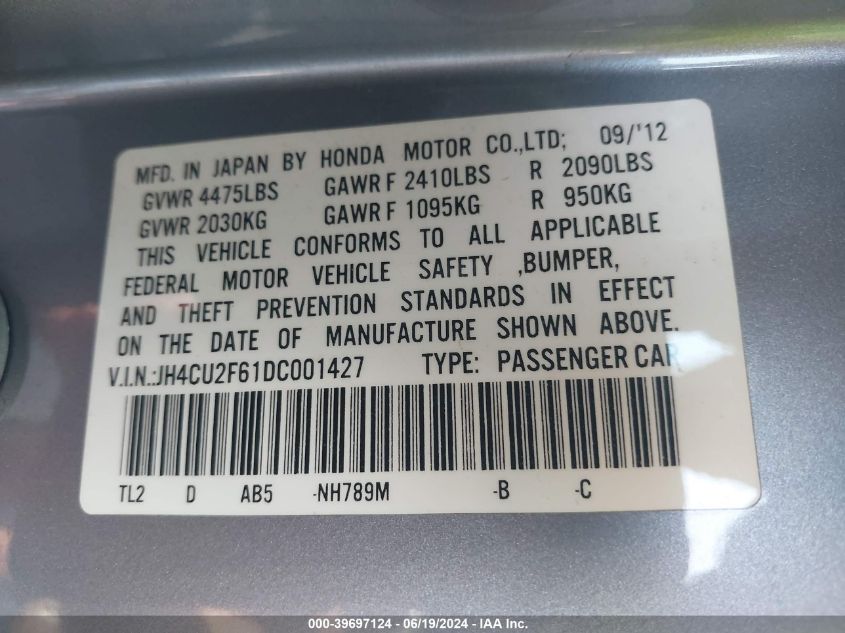 MFD. IN JAPAN BY HONDA MOTOR CO.,LTD; 09/'12
GVWR 4475LBS GAWR F 2410LBS R 2090LBS
GVWR 2030KG GAWR F 1095KG R 950KG
THIS VEHICLE CONFORMS TO ALL APPLICABLE
FEDERAL MOTOR VEHICLE SAFETY ,BUMPER,
AND THEFT PREVENTION STANDARDS IN EFFECT
ON THE DATE OF MANUFACTURE SHOWN ABOVE.
V.I.N.:JH4CU2F61DC001427 TYPE: PASSENGER CAR
TL2 D AB5 -NH789M -B -C
000-39697124 - 06/19/2024 - IAA Inc.